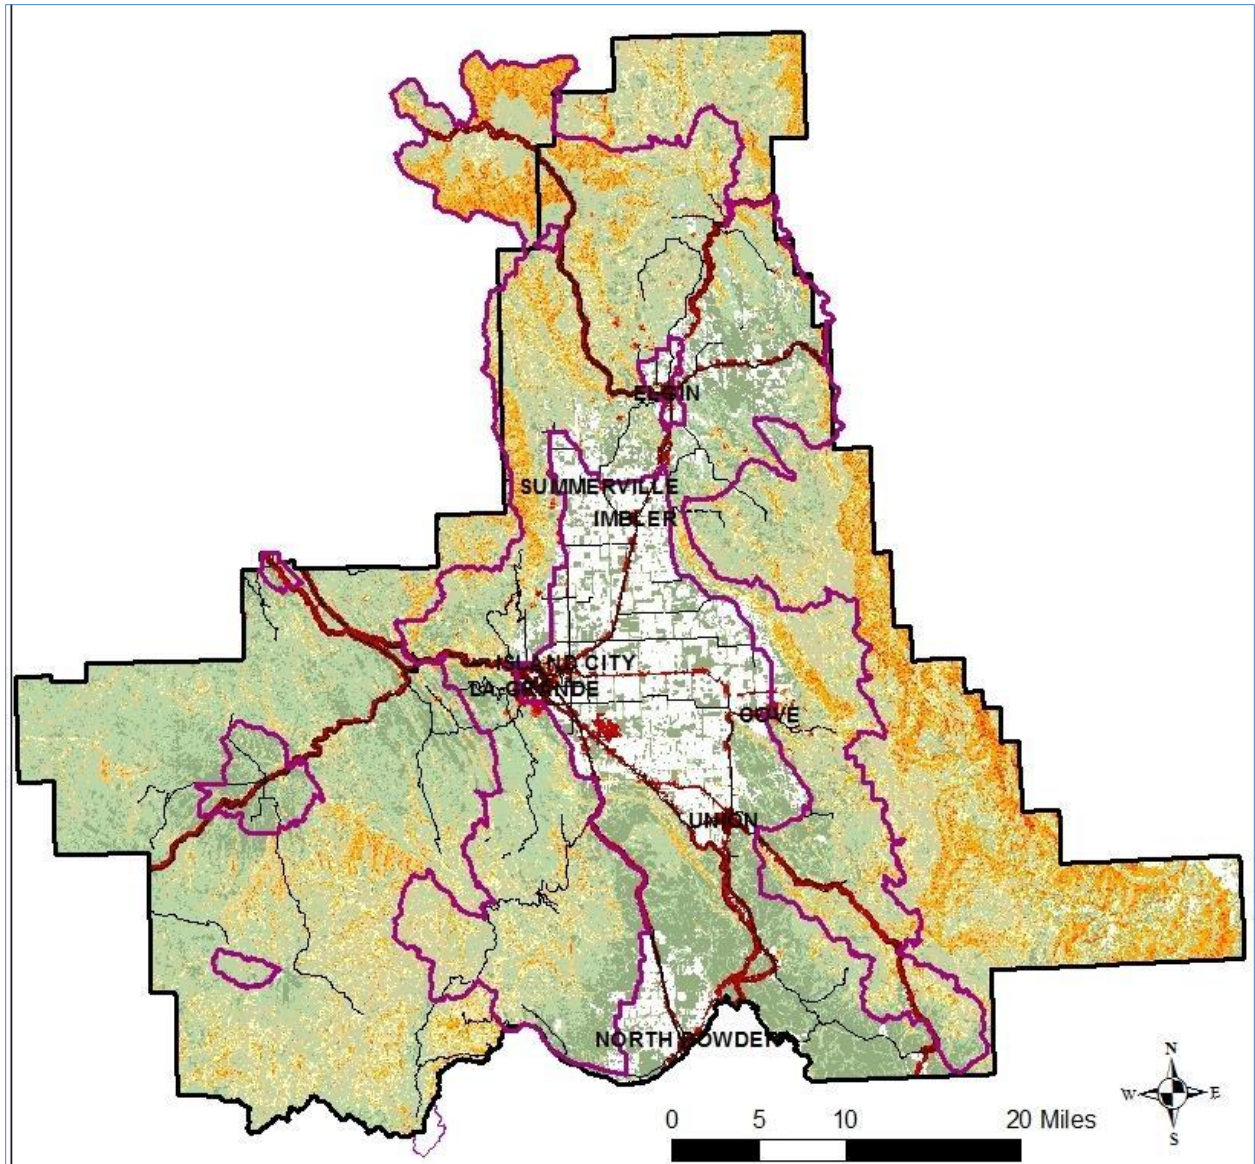 ELGIN
SUMMERVILLE
IMBLER
ISLAND CITY
LA GRANDE
COVE
UNION
NORTH POWDER
N
W E
S
0 5 10 20 Miles